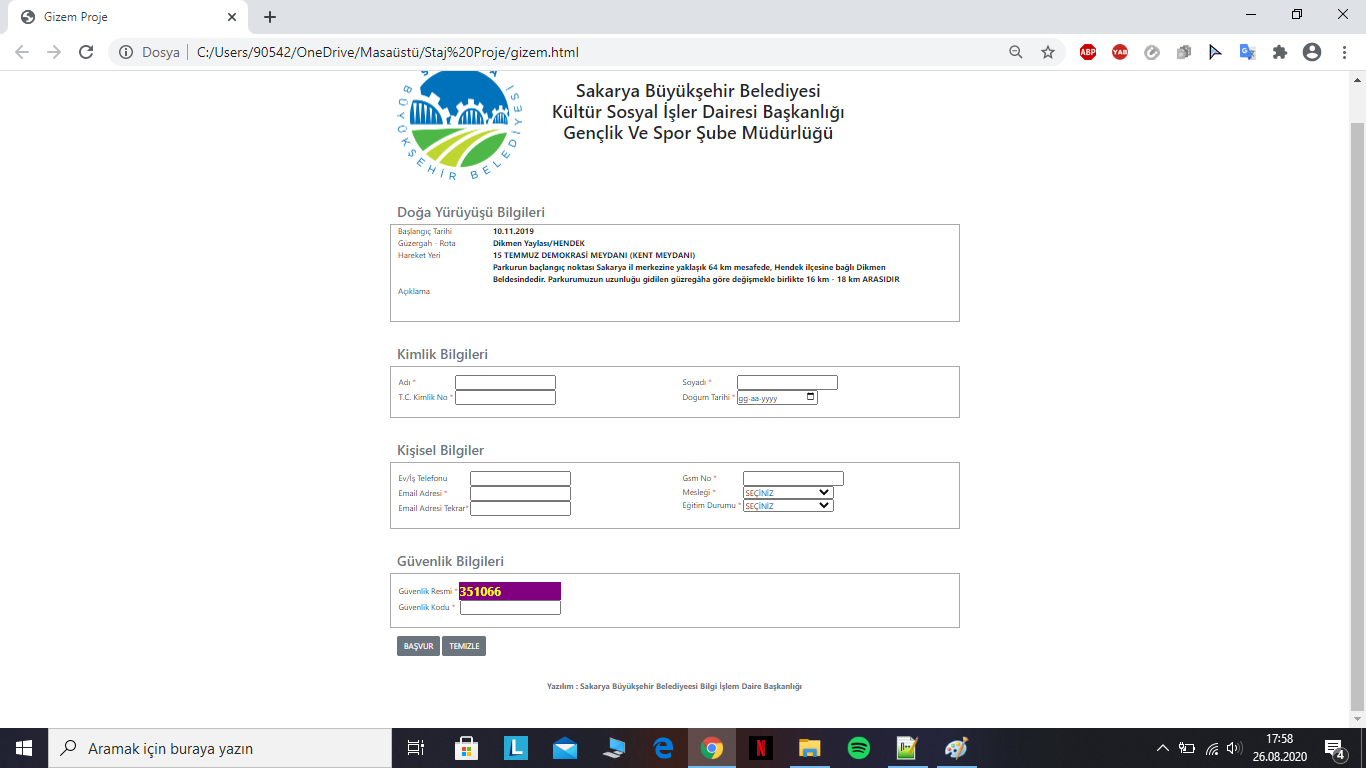 Gizem Proje
Dosya C:/Users/90542/OneDrive/Masaüstü/Staj%20Proje/gizem.html
ABP YAB
BÜYÜKŞEHİR BELEDİYESİ
Sakarya Büyükşehir Belediyesi
Kültür Sosyal İşler Dairesi Başkanlığı
Gençlik Ve Spor Şube Müdürlüğü
Doğa Yürüyüşü Bilgileri
Başlangıç Tarihi 10.11.2019
Güzergah - Rota Dikmen Yaylası/HENDEK
Hareket Yeri 15 TEMMUZ DEMOKRASİ MEYDANI (KENT MEYDANI)
Parkurun başlangıç noktası Sakarya il merkezine yaklaşık 64 km mesafede, Hendek ilçesine bağlı Dikmen
Beldesindedir. Parkurumuzun uzunluğu gidilen güzregâha göre değişmekle birlikte 16 km - 18 km ARASIDIR
Açıklama
Kimlik Bilgileri
Adı * Soyadı *
T.C. Kimlik No * Doğum Tarihi * gg-aa-yyyy
Kişisel Bilgiler
Ev/İş Telefonu Gsm No *
Email Adresi * Mesleği * SEÇİNİZ
Email Adresi Tekrar* Eğitim Durumu * SEÇİNİZ
Güvenlik Bilgileri
Güvenlik Resmi * 351066
Güvenlik Kodu *
BAŞVUR TEMIZLE
Yazılım : Sakarya Büyükşehir Belediyeesi Bilgi İşlem Daire Başkanlığı
Aramak için buraya yazın
L N
17:58
26.08.2020
4